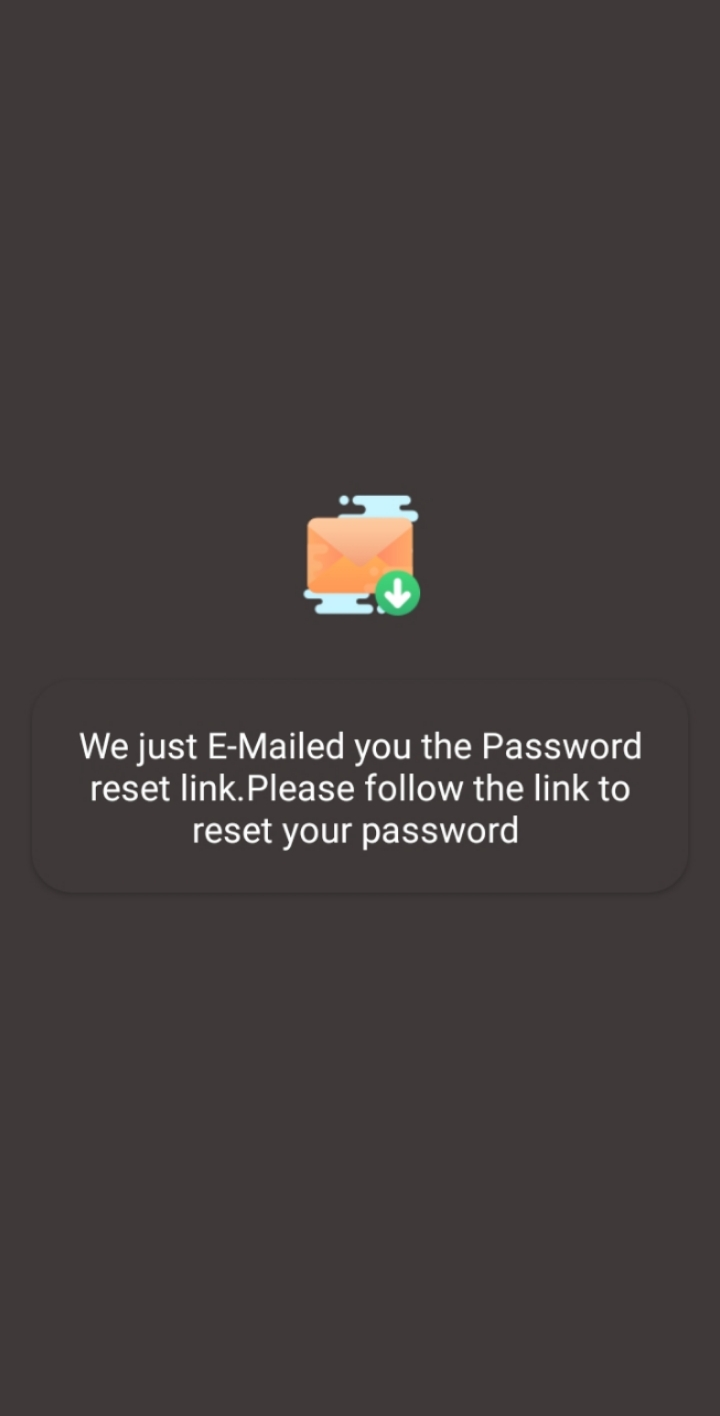 We just E-Mailed you the Password
reset link.Please follow the link to
reset your password